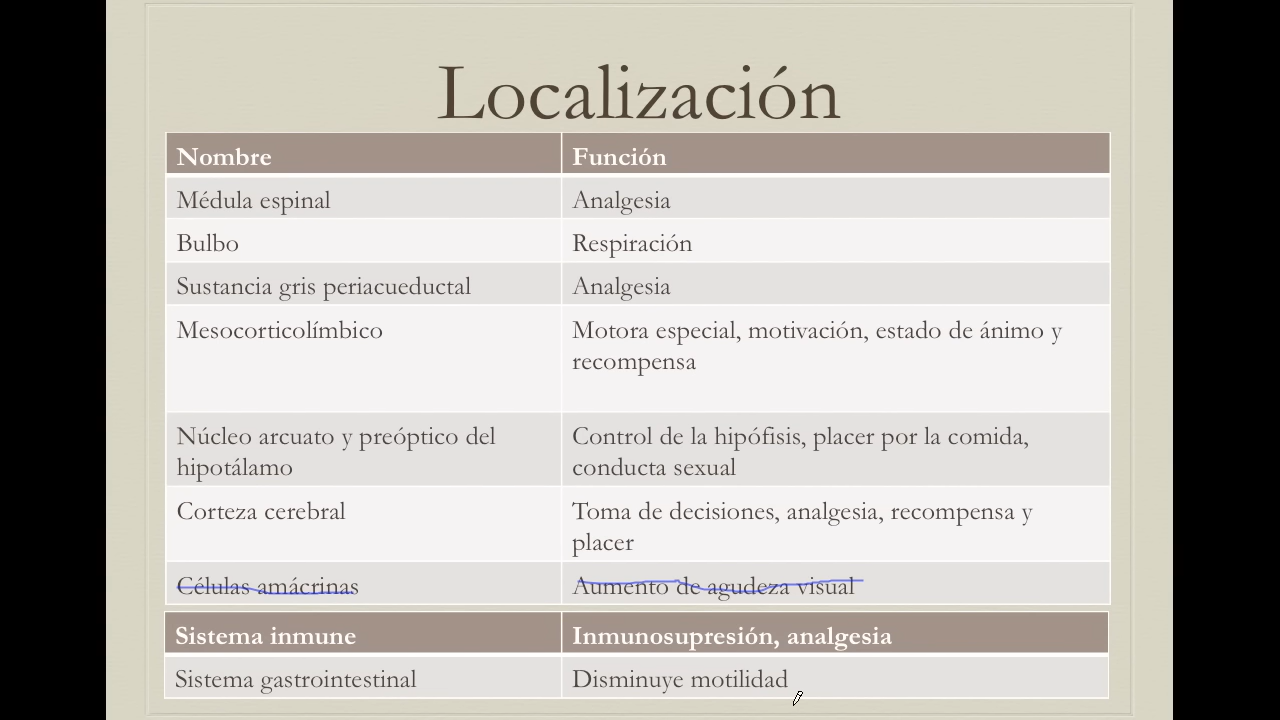 Localización
Nombre Función
Médula espinal Analgesia
Bulbo Respiración
Sustancia gris periacueductal Analgesia
Mesocorticolímbico Motora especial, motivación, estado de ánimo y
recompensa
Núcleo arcuato y preóptico del Control de la hipófisis, placer por la comida,
hipotálamo conducta sexual
Corteza cerebral Toma de decisiones, analgesia, recompensa y
placer
Células amácrinas Aumento de agudeza visual
Sistema inmune Inmunosupresión, analgesia
Sistema gastrointestinal Disminuye motilidad